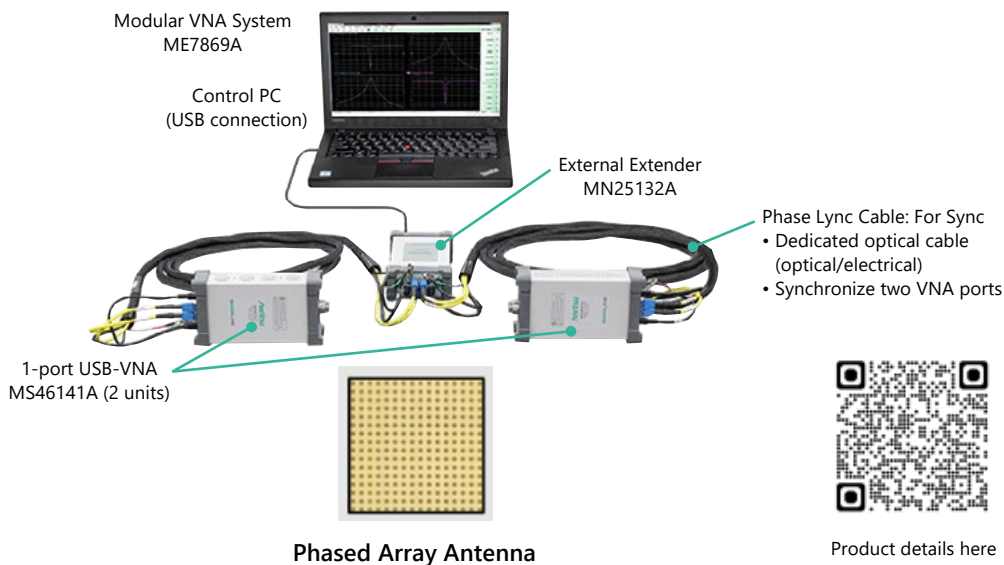 Modular VNA System
ME7869A
Control PC
(USB connection)
External Extender
MN25132A
Phase Lync Cable: For Sync
• Dedicated optical cable
(optical/electrical)
• Synchronize two VNA ports
1-port USB-VNA
MS46141A (2 units)
Phased Array Antenna
Product details here